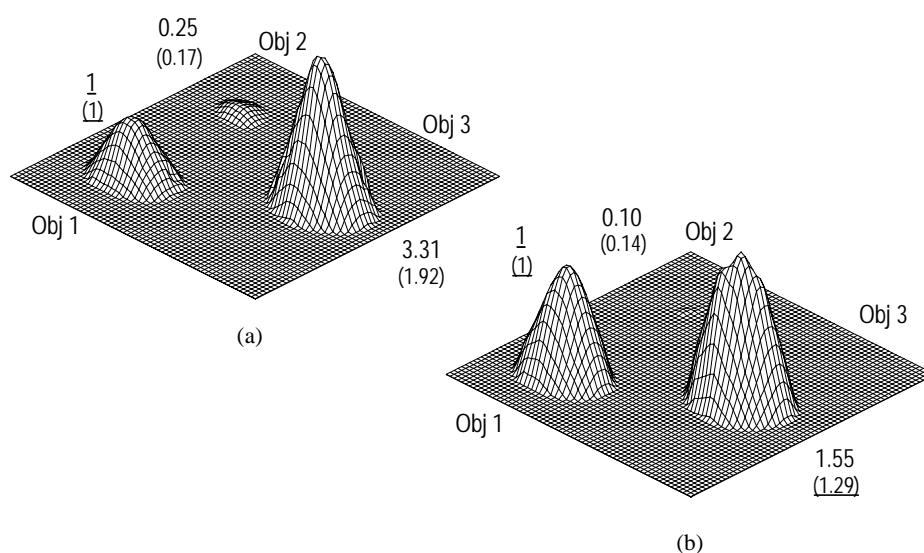 0.25
(0.17)
Obj 2
1
(1)
Obj 3
Obj 1
3.31
(1.92)
(a)
0.10
(0.14)
Obj 2
1
(1)
Obj 3
Obj 1
1.55
(1.29)
(b)